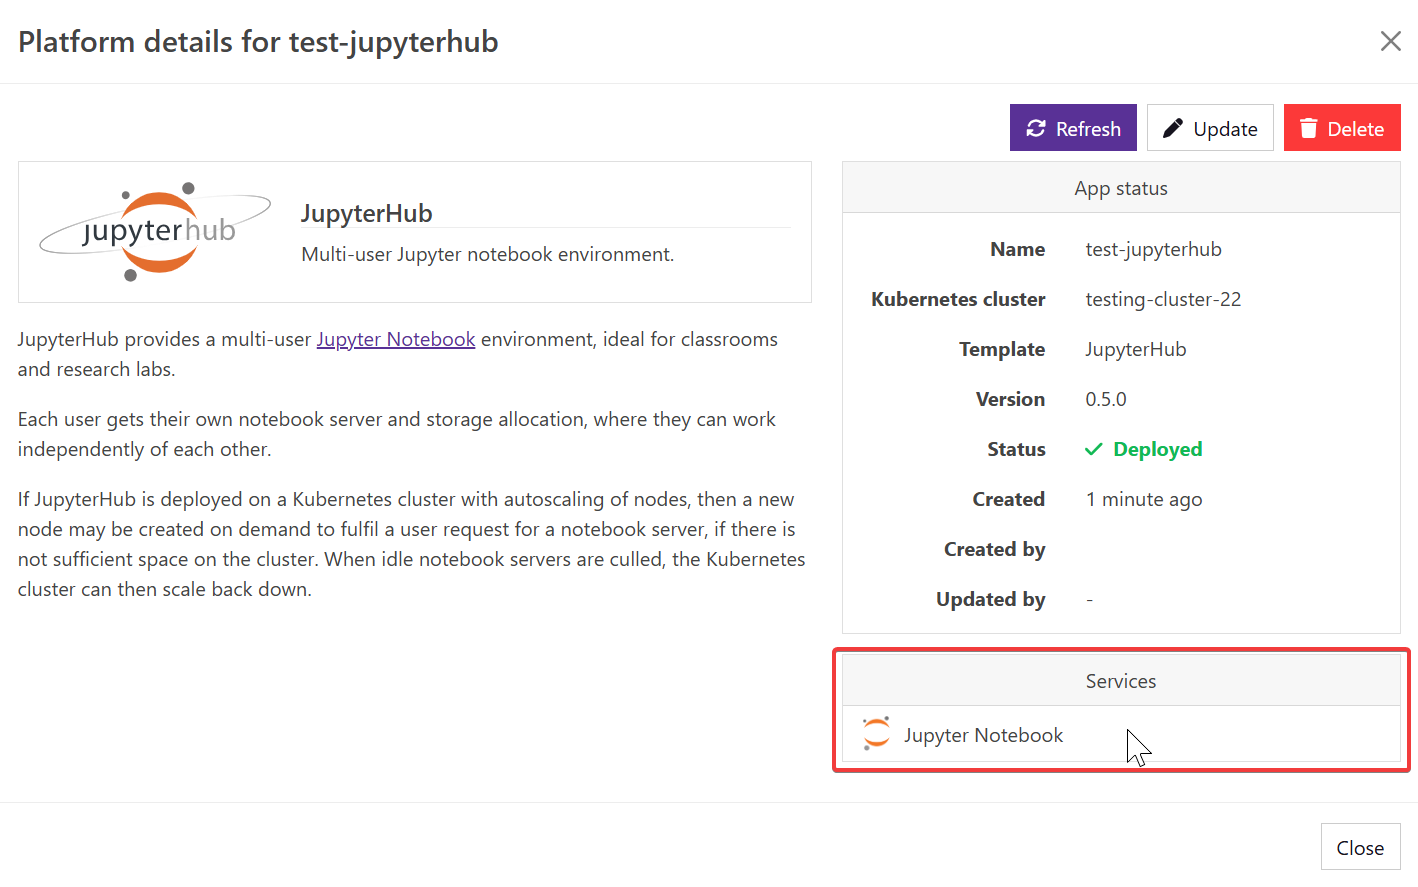 Platform details for test-jupyterhub
Refresh
Update
Delete
jupyterhub
JupyterHub
Multi-user Jupyter notebook environment.
JupyterHub provides a multi-user Jupyter Notebook environment, ideal for classrooms
and research labs.
Each user gets their own notebook server and storage allocation, where they can work
independently of each other.
If JupyterHub is deployed on a Kubernetes cluster with autoscaling of nodes, then a new
node may be created on demand to fulfil a user request for a notebook server, if there is
not sufficient space on the cluster. When idle notebook servers are culled, the Kubernetes
cluster can then scale back down.
App status
Name test-jupyterhub
Kubernetes cluster testing-cluster-22
Template JupyterHub
Version 0.5.0
Status Deployed
Created 1 minute ago
Created by
Updated by -
Services
Jupyter Notebook
Close